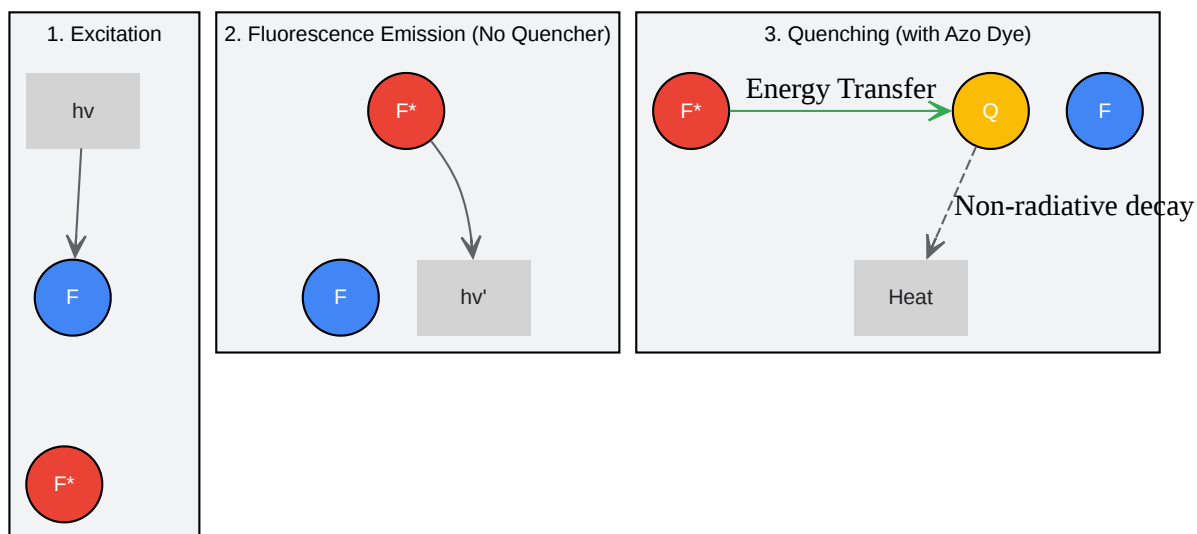 1. Excitation
hv
F
F*
2. Fluorescence Emission (No Quencher)
F*
F
hv'
3. Quenching (with Azo Dye)
F*
Energy Transfer
Q
F
Non-radiative decay
Heat